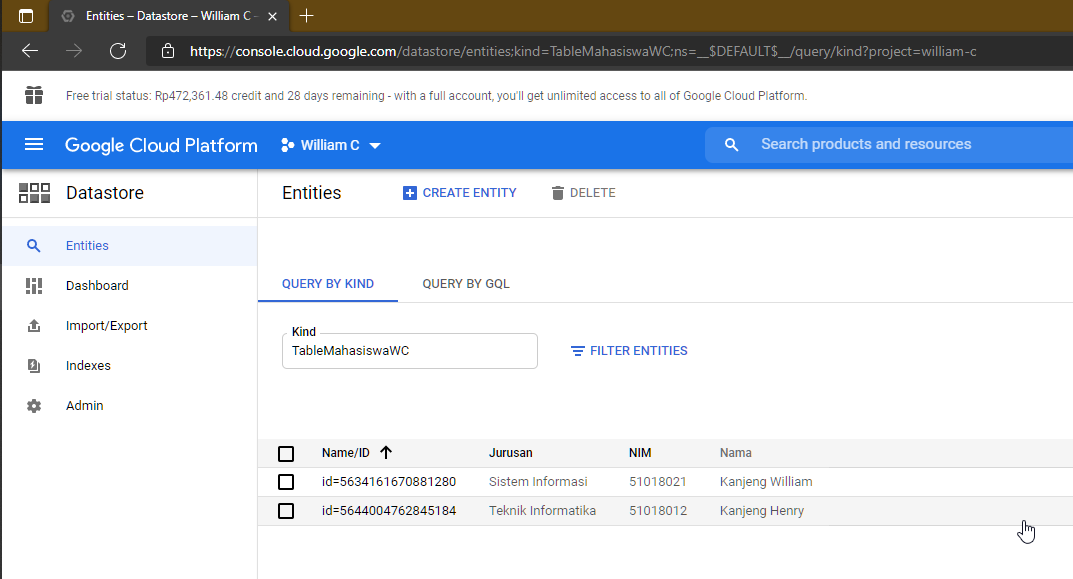 Entities – Datastore – William C -
https://console.cloud.google.com/datastore/entities;kind=TableMahasiswaWC;ns=__$DEFAULT$__/query/kind?project=william-c
Free trial status: Rp472,361.48 credit and 28 days remaining - with a full account, you'll get unlimited access to all of Google Cloud Platform.
Google Cloud Platform William C Search products and resources
Datastore Entities CREATE ENTITY DELETE
Entities
Dashboard
Import/Export
Indexes
Admin
QUERY BY KIND QUERY BY GQL
Kind
TableMahasiswaWC FILTER ENTITIES
Name/ID Jurusan NIM Nama
id=5634161670881280 Sistem Informasi 51018021 Kanjeng William
id=5644004762845184 Teknik Informatika 51018012 Kanjeng Henry